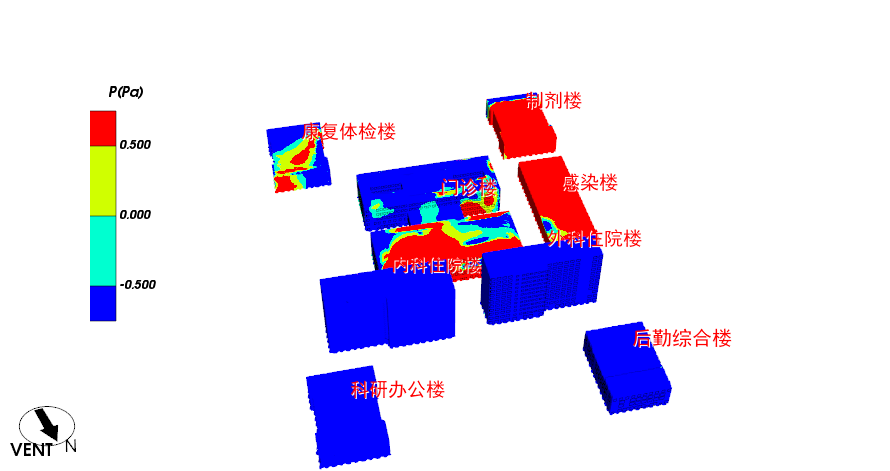 P(Pa)
0.500
0.000
-0.500
制剂楼
康复体检楼
感染楼
门诊楼
外科住院楼
内科住院楼
后勤综合楼
科研办公楼
VENT N